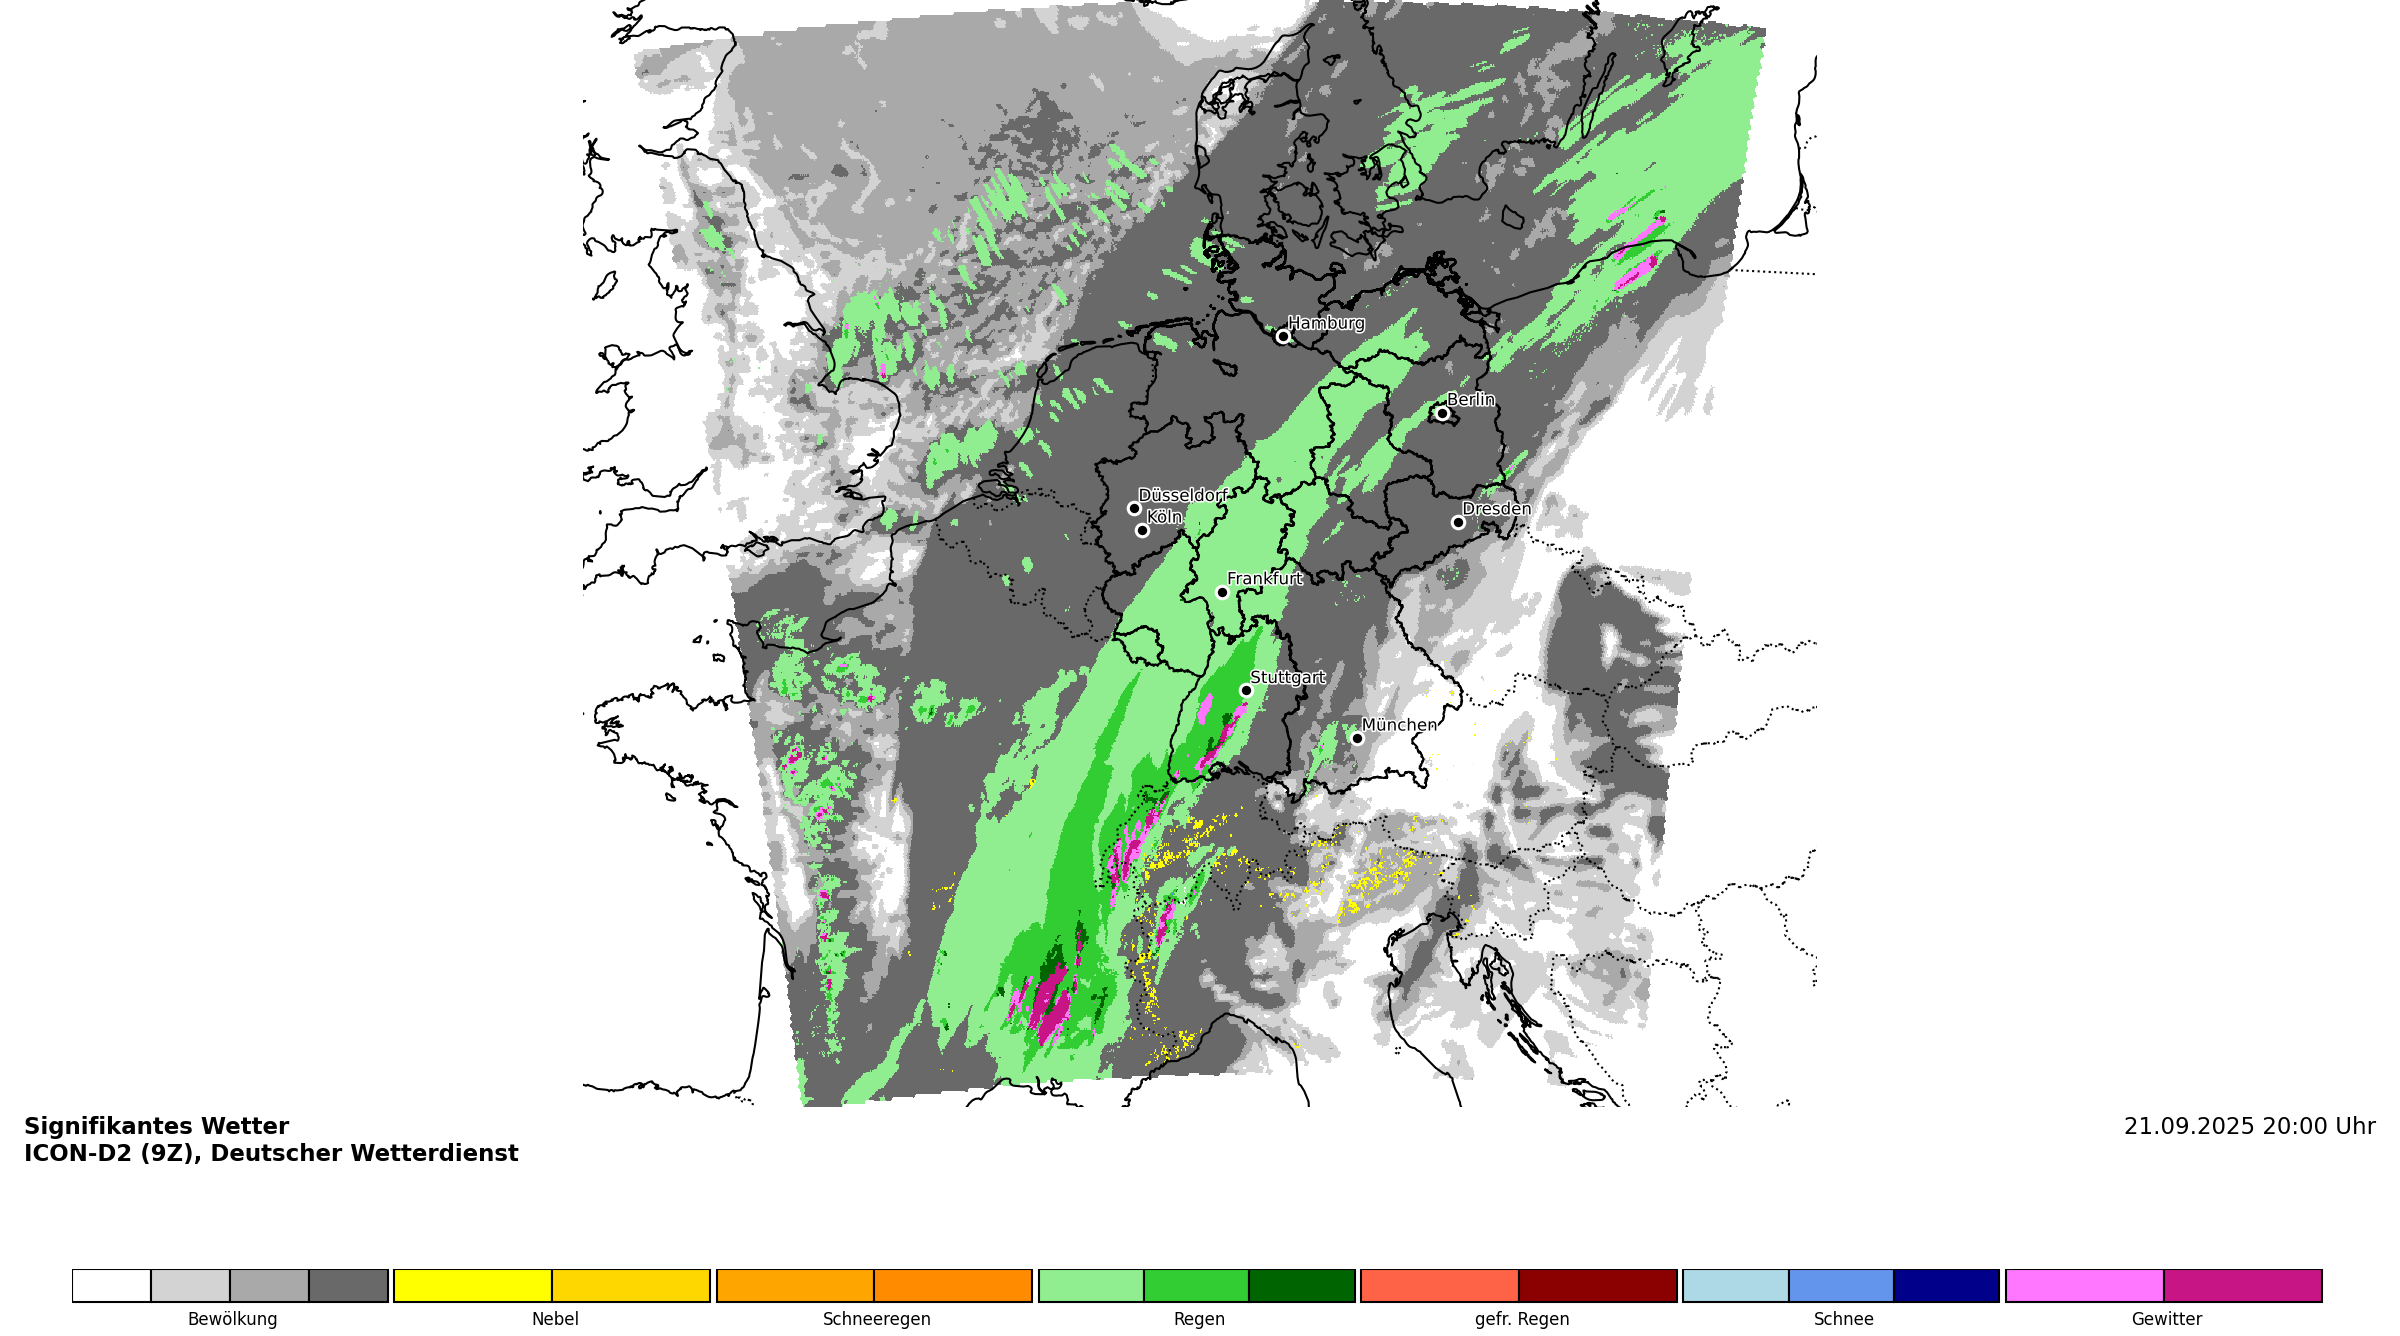 Hamburg
Berlin
Düsseldorf
Köln
Dresden
Frankfurt
Stuttgart
München
Signifikantes Wetter
ICON-D2 (9Z), Deutscher Wetterdienst
21.09.2025 20:00 Uhr
Bewölkung
Nebel
Schneeregen
Regen
gefr. Regen
Schnee
Gewitter